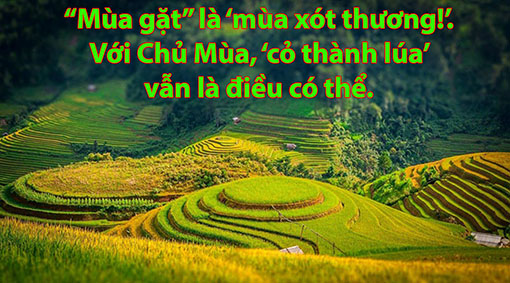 “Mùa gặt” là ‘mùa xót thương!’.
Với Chủ Mùa, ‘cỏ thành lúa’
vẫn là điều có thể.